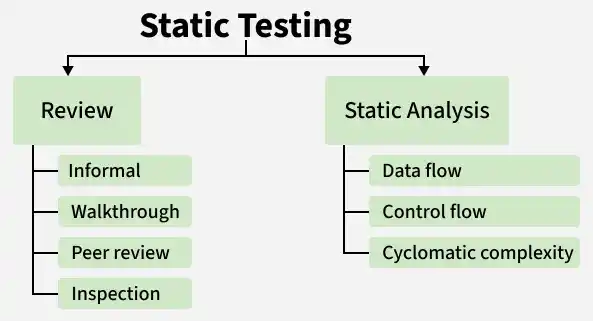 Static Testing
Review
Informal
Walkthrough
Peer review
Inspection
Static Analysis
Data flow
Control flow
Cyclomatic complexity